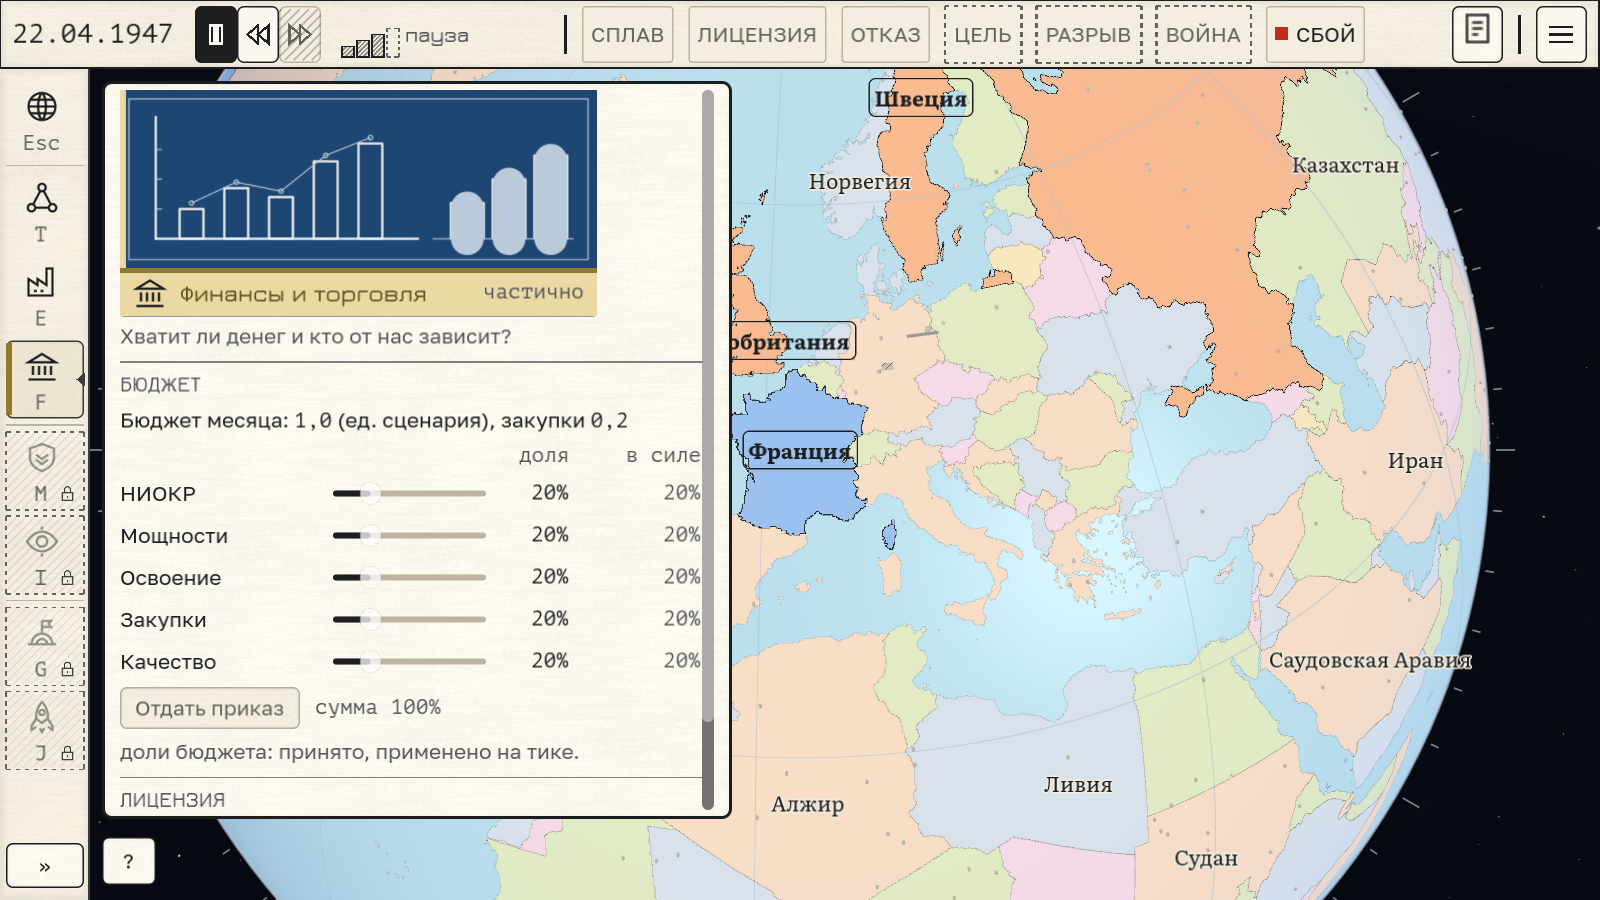 22.04.1947
пауза
СПЛАВ
ЛИЦЕНЗИЯ
ОТКАЗ
ЦЕЛЬ
РАЗРЫВ
ВОЙНА
СБОЙ
Esc
T
E
F
M
I
G
J
»
?
Финансы и торговля
частично
Хватит ли денег и кто от нас зависит?
БЮДЖЕТ
Бюджет месяца: 1,0 (ед. сценария), закупки 0,2
доля в силе
НИОКР 20% 20%
Мощности 20% 20%
Освоение 20% 20%
Закупки 20% 20%
Качество 20% 20%
Отдать приказ сумма 100%
доли бюджета: принято, применено на тике.
ЛИЦЕНЗИЯ
Швеция
Норвегия
Казахстан
обритания
Франция
Иран
Саудовская Аравия
Ливия
Алжир
Судан